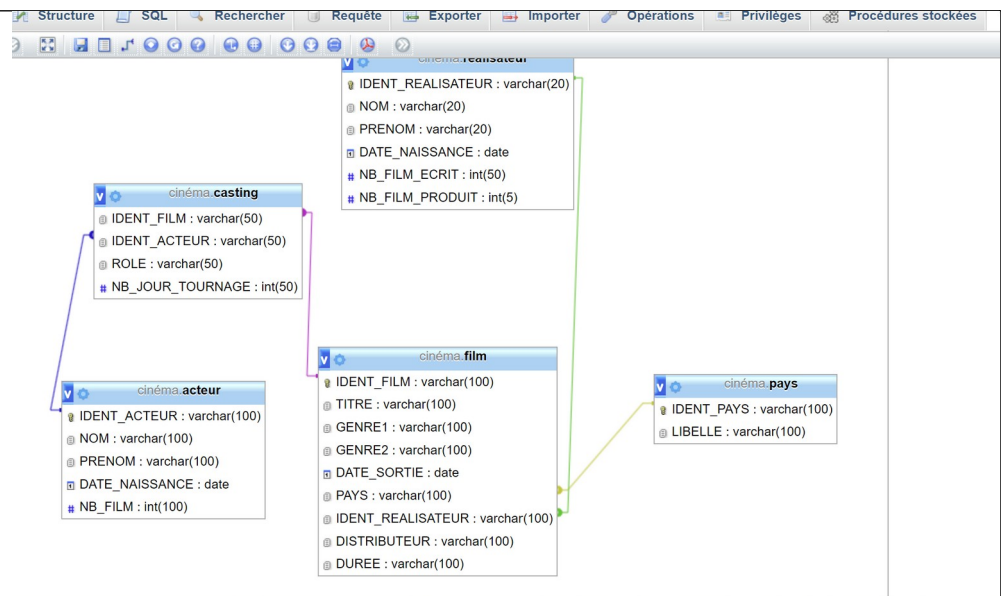 Structure SQL Rechercher Requête Exporter Importer Opérations Privilèges Procédures stockées
cinéma.realisateur
IDENT_REALISATEUR : varchar(20)
NOM : varchar(20)
PRENOM : varchar(20)
DATE_NAISSANCE : date
NB_FILM_ECRIT : int(50)
NB_FILM_PRODUIT : int(5)
cinéma.casting
IDENT_FILM : varchar(50)
IDENT_ACTEUR : varchar(50)
ROLE : varchar(50)
NB_JOUR_TOURNAGE : int(50)
cinéma.film
IDENT_FILM : varchar(100)
TITRE : varchar(100)
GENRE1 : varchar(100)
GENRE2 : varchar(100)
DATE_SORTIE : date
PAYS : varchar(100)
IDENT_REALISATEUR : varchar(100)
DISTRIBUTEUR : varchar(100)
DUREE : varchar(100)
cinéma.acteur
IDENT_ACTEUR : varchar(100)
NOM : varchar(100)
PRENOM : varchar(100)
DATE_NAISSANCE : date
NB_FILM : int(100)
cinéma.pays
IDENT_PAYS : varchar(100)
LIBELLE : varchar(100)